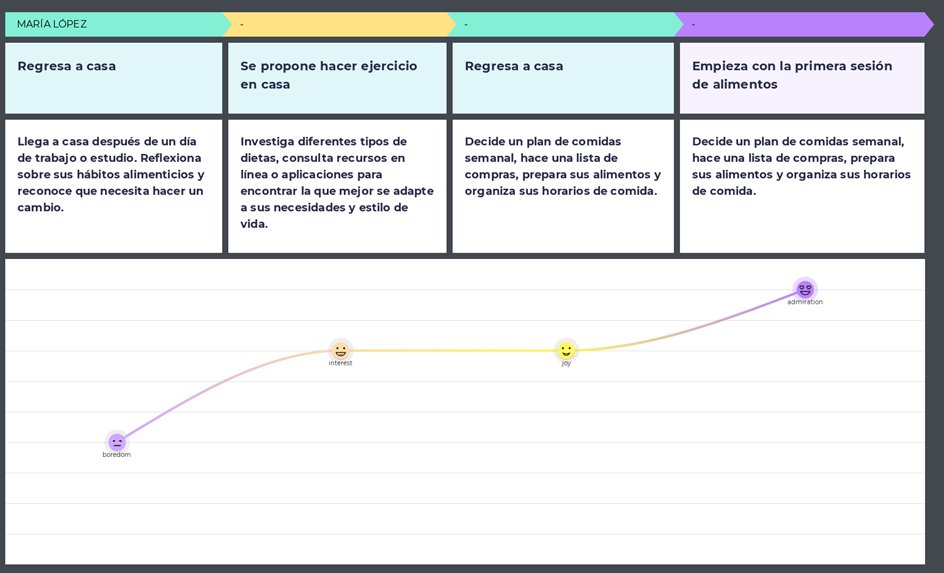 MARÍA LÓPEZ
-
-
-
Regresa a casa
Se propone hacer ejercicio
en casa
Regresa a casa
Empieza con la primera sesión
de alimentos
Llega a casa después de un día
de trabajo o estudio. Reflexiona
sobre sus hábitos alimenticios y
reconoce que necesita hacer un
cambio.
Investiga diferentes tipos de
dietas, consulta recursos en
línea o aplicaciones para
encontrar la que mejor se adapte
a sus necesidades y estilo de
vida.
Decide un plan de comidas
semanal, hace una lista de
compras, prepara sus alimentos y
organiza sus horarios de comida.
Decide un plan de comidas semanal,
hace una lista de compras, prepara
sus alimentos y organiza sus horarios
de comida.
admiration
interest
joy
boredom